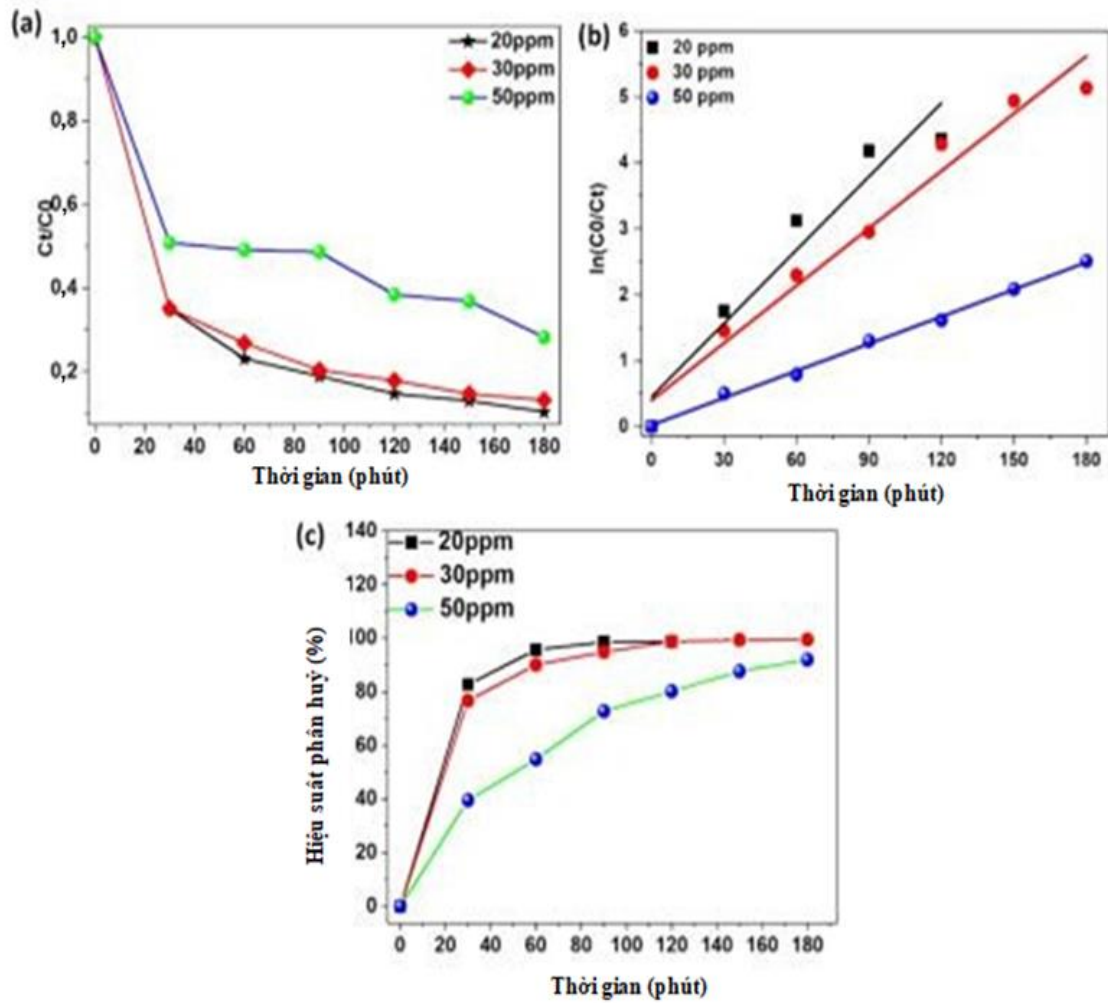 (a)
1,0
0,8
0,6
0,4
0,2
Ct/C0
20ppm
30ppm
50ppm
0 20 40 60 80 100 120 140 160 180
Thời gian (phút)
(b)
6
5
4
3
2
1
0
ln(C0/Ct)
20 ppm
30 ppm
50 ppm
0 30 60 90 120 150 180
Thời gian (phút)
(c)
140
120
100
80
60
40
20
0
Hiệu suất phân huỷ (%)
20ppm
30ppm
50ppm
0 20 40 60 80 100 120 140 160 180
Thời gian (phút)